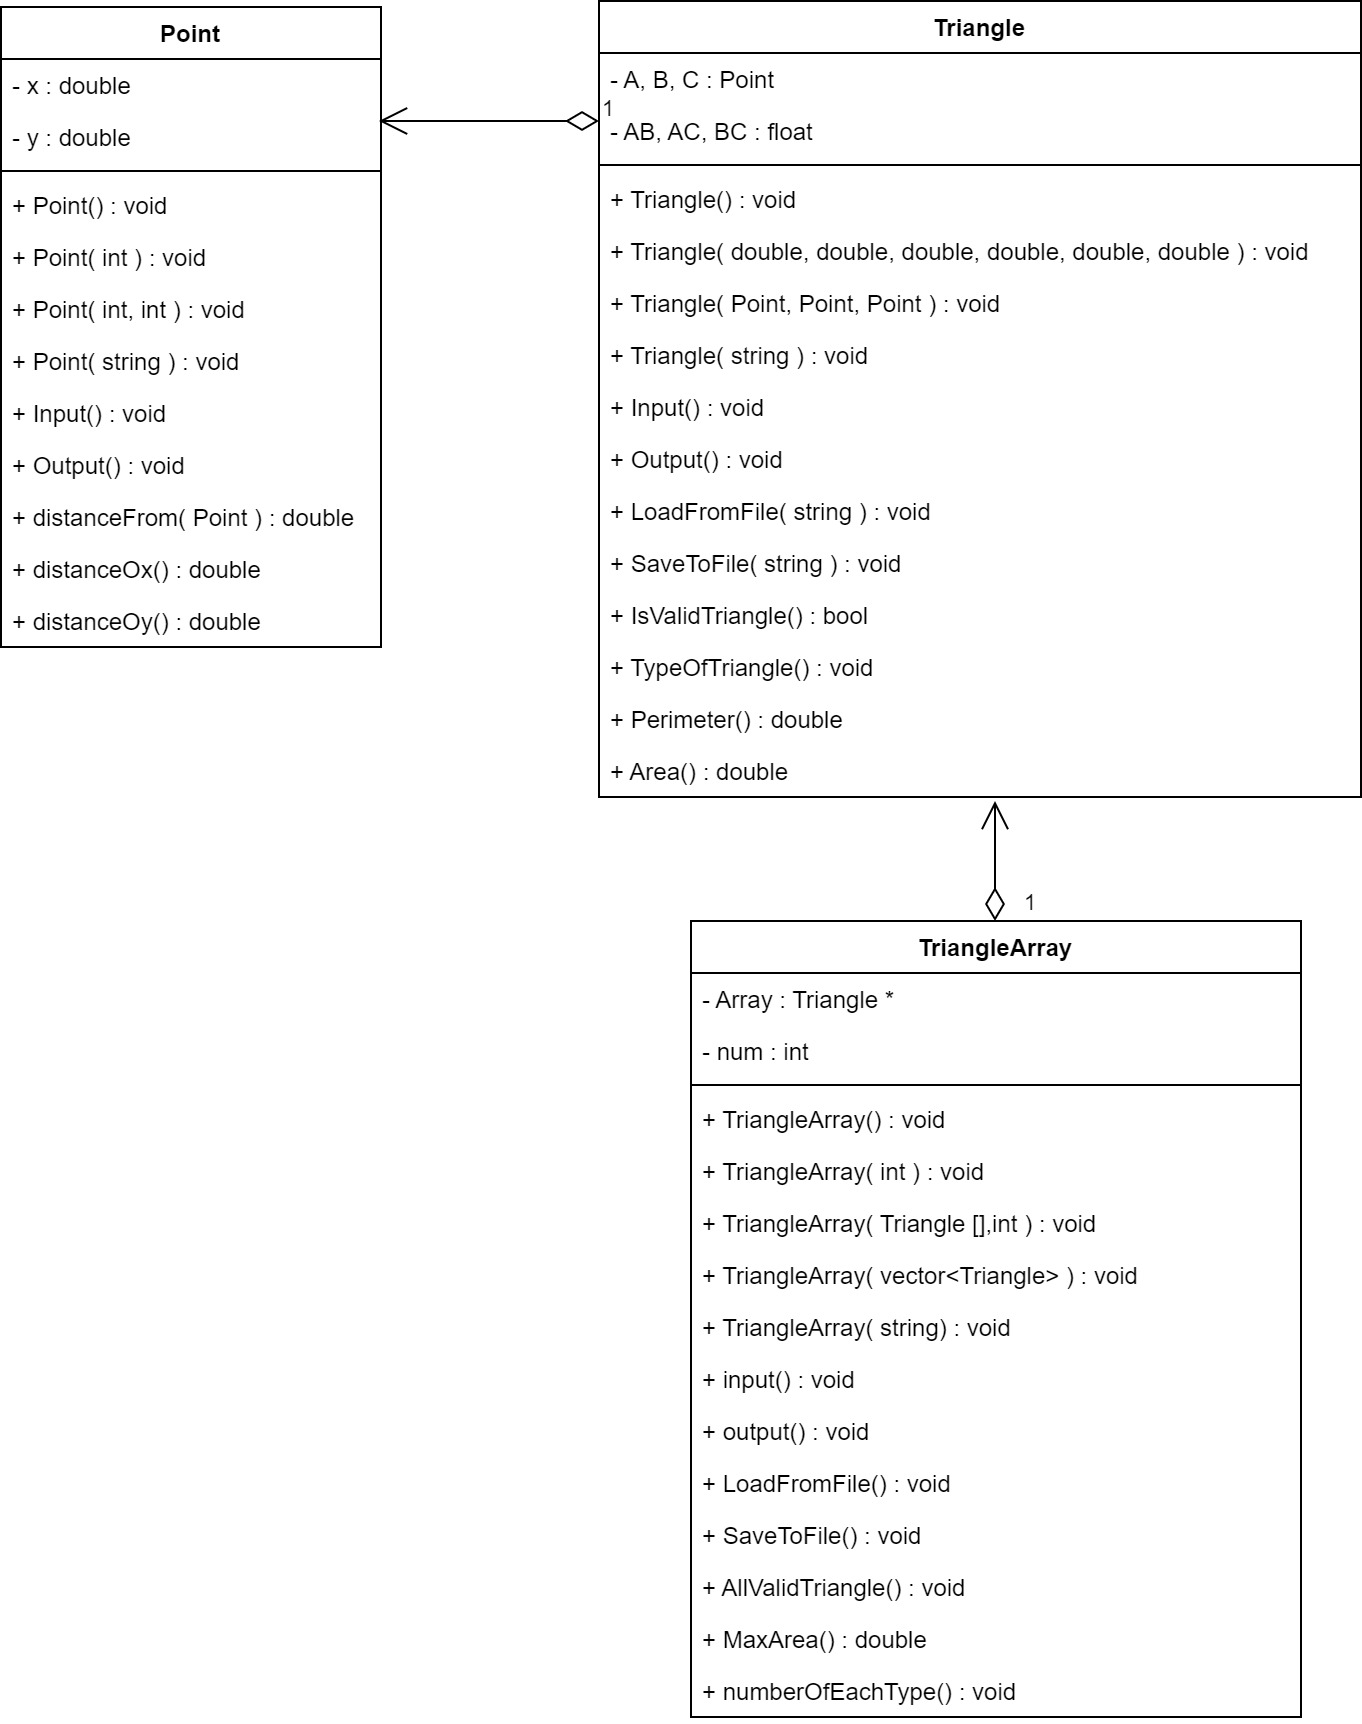 Point
- x : double
- y : double
+ Point() : void
+ Point( int ) : void
+ Point( int, int ) : void
+ Point( string ) : void
+ Input() : void
+ Output() : void
+ distanceFrom( Point ) : double
+ distanceOx() : double
+ distanceOy() : double
1
Triangle
- A, B, C : Point
- AB, AC, BC : float
+ Triangle() : void
+ Triangle( double, double, double, double, double, double ) : void
+ Triangle( Point, Point, Point ) : void
+ Triangle( string ) : void
+ Input() : void
+ Output() : void
+ LoadFromFile( string ) : void
+ SaveToFile( string ) : void
+ IsValidTriangle() : bool
+ TypeOfTriangle() : void
+ Perimeter() : double
+ Area() : double
1
TriangleArray
- Array : Triangle *
- num : int
+ TriangleArray() : void
+ TriangleArray( int ) : void
+ TriangleArray( Triangle [],int ) : void
+ TriangleArray( vector<Triangle> ) : void
+ TriangleArray( string) : void
+ input() : void
+ output() : void
+ LoadFromFile() : void
+ SaveToFile() : void
+ AllValidTriangle() : void
+ MaxArea() : double
+ numberOfEachType() : void